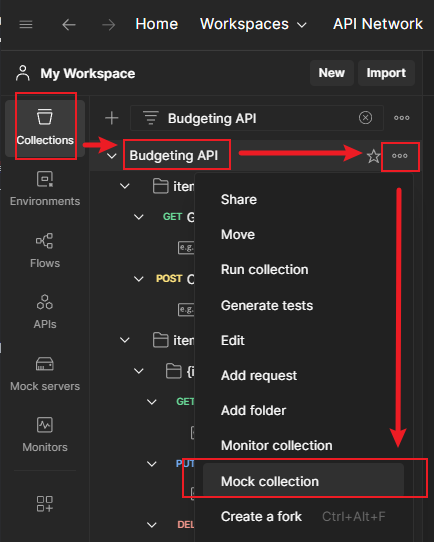 Home Workspaces API Network
My Workspace New Import
Collections
Budgeting API
Budgeting API
Environments
Flows
APIs
Mock servers
Monitors
item
GET G
e.g.
POST C
e.g.
item
{i
GET
PUT
DEL
Share
Move
Run collection
Generate tests
Edit
Add request
Add folder
Monitor collection
Mock collection
Create a fork Ctrl+Alt+F